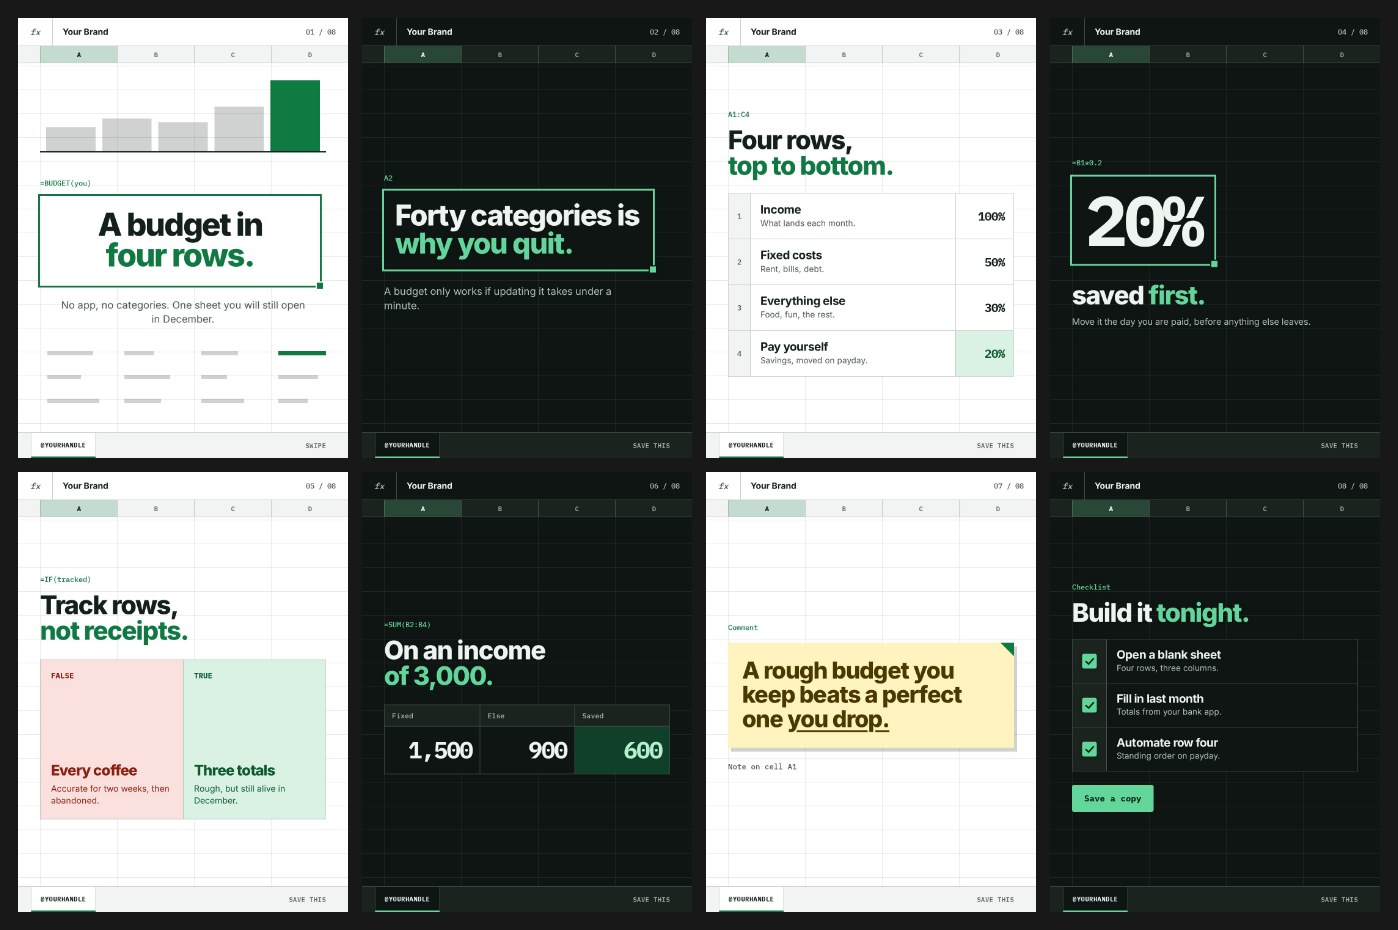 fx Your Brand 01 / 08
A B C D
=BUDGET(you)
A budget in
four rows.
No app, no categories. One sheet you will still open
in December.
@YOURHANDLE SWIPE
fx Your Brand 02 / 08
A B C D
A2
Forty categories is
why you quit.
A budget only works if updating it takes under a
minute.
@YOURHANDLE SAVE THIS
fx Your Brand 03 / 08
A B C D
A1:C4
Four rows,
top to bottom.
1 Income 100%
What lands each month.
2 Fixed costs 50%
Rent, bills, debt.
3 Everything else 30%
Food, fun, the rest.
4 Pay yourself 20%
Savings, moved on payday.
@YOURHANDLE SAVE THIS
fx Your Brand 04 / 08
A B C D
=B1*0.2
20%
saved first.
Move it the day you are paid, before anything else leaves.
@YOURHANDLE SAVE THIS
fx Your Brand 05 / 08
A B C D
=IF(tracked)
Track rows,
not receipts.
FALSE TRUE
Every coffee Three totals
Accurate for two weeks, then Rough, but still alive in
abandoned. December.
@YOURHANDLE SAVE THIS
fx Your Brand 06 / 08
A B C D
=SUM(B2:B4)
On an income
of 3,000.
Fixed Else Saved
1,500 900 600
@YOURHANDLE SAVE THIS
fx Your Brand 07 / 08
A B C D
Comment
A rough budget you
keep beats a perfect
one you drop.
Note on cell A1
@YOURHANDLE SAVE THIS
fx Your Brand 08 / 08
A B C D
Checklist
Build it tonight.
Open a blank sheet
Four rows, three columns.
Fill in last month
Totals from your bank app.
Automate row four
Standing order on payday.
Save a copy
@YOURHANDLE SAVE THIS